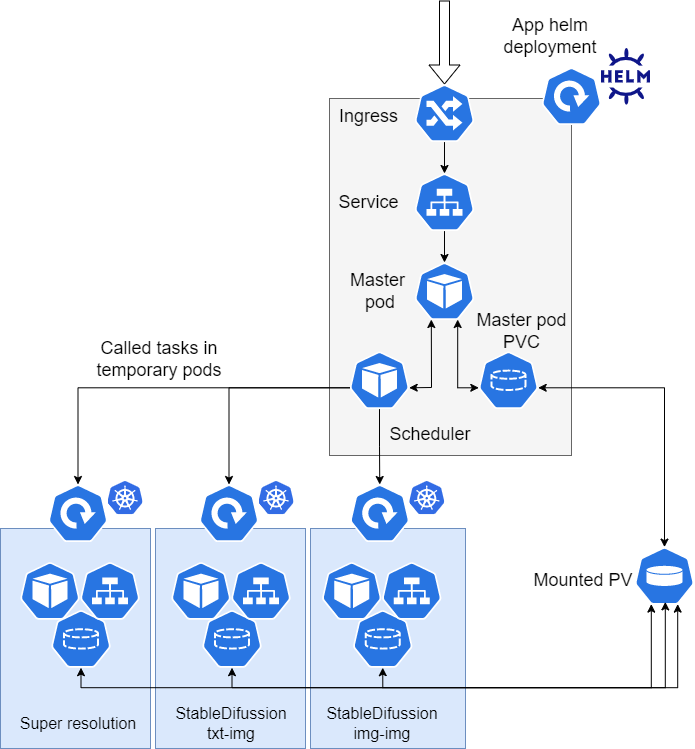 App helm
deployment
HELM
Ingress
Service
Master
pod
Master pod
PVC
Called tasks in
temporary pods
Scheduler
Mounted PV
Super resolution
StableDifussion
txt-img
StableDifussion
img-img